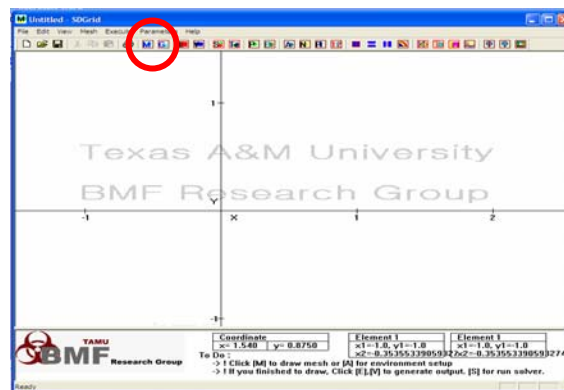 Untitled - SDGrid
File Edit View Mesh Execute Parameters Help
1
Texas A&M University
BMF Research Group
Y
-1 X 1 2
-1
TAMU
BMF Research Group
Coordinate
x= 1.540 y= 0.8750
Element 1 Element 1
x1=-1.0, y1=-1.0 x1=-1.0, y1=-1.0
To Do :
-> ! Click [M] to draw mesh or [A] for environment setup
-> ! If you finished to draw, Click [E],[V] to generate output, [S] for run solver.
Ready